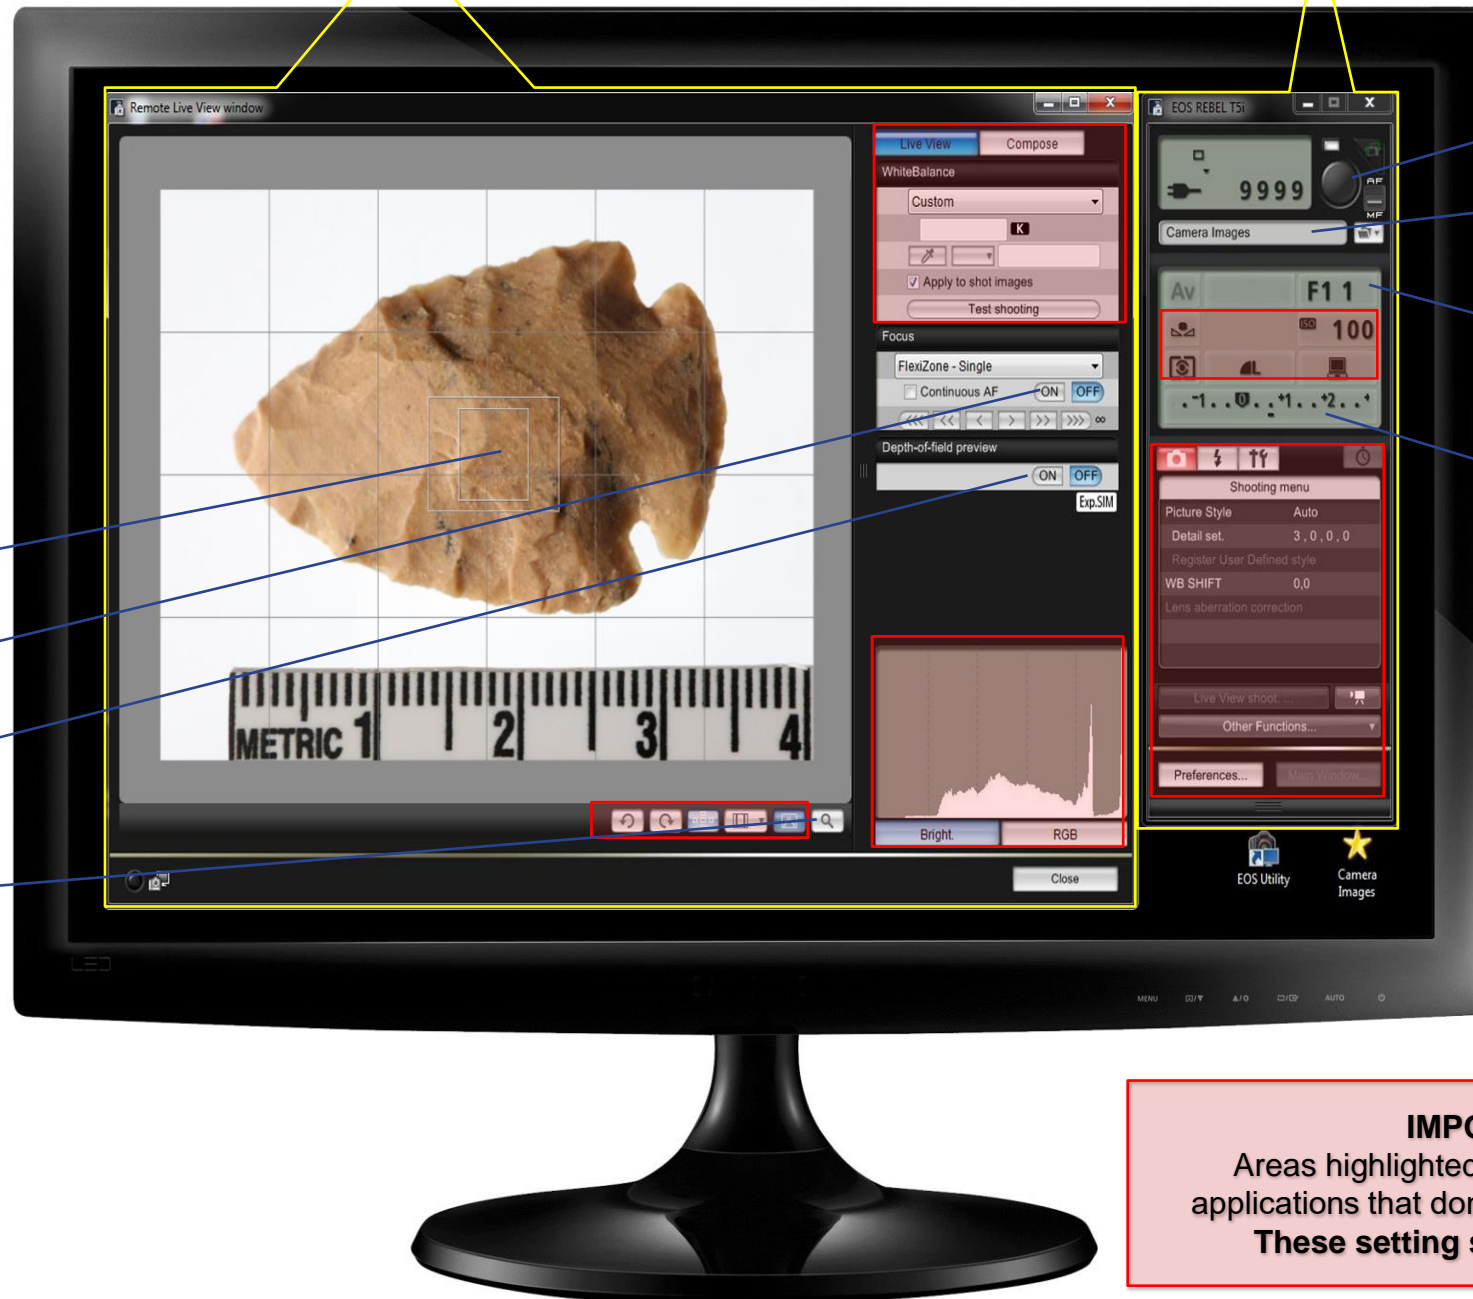 Remote Live View window
Live View Compose
WhiteBalance
Custom
K
Apply to shot images
Test shooting
Focus
FlexiZone - Single
Continuous AF ON OFF
<<< << < > >> >>> ∞
Depth-of-field preview
ON OFF
Exp.SIM
METRIC 1 2 3 4
Bright. RGB
Close
EOS REBEL T5i
9999
AF
MF
Camera Images
Av F11
ISO 100
L
.-1..0..+1..+2..+
Shooting menu
Picture Style Auto
Detail set. 3,0,0,0
Register User Defined style
WB SHIFT 0,0
Lens aberration correction
Live View shoot. ...
Other Functions...
Preferences... Main Window...
EOS Utility
Camera
Images
LED
MENU AUTO
IMPO
Areas highlighted
applications that don
These setting s